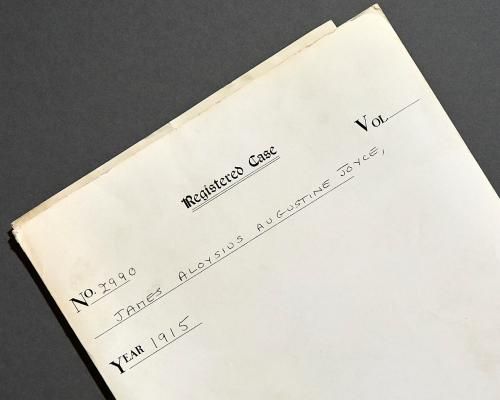 VOL
Registered Case
NO. 2990
JAMES ALOYSIUS AUGUSTINE JOYCE,
YEAR 1915